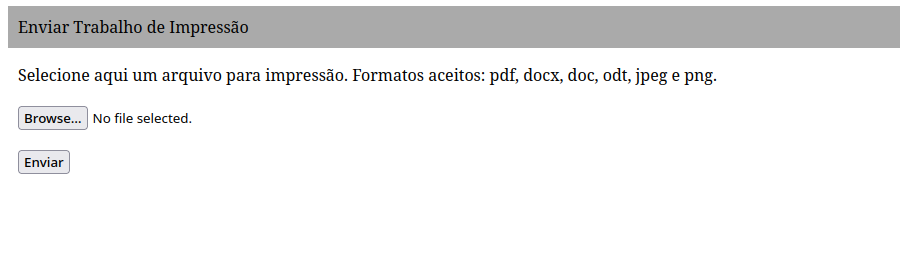 Enviar Trabalho de Impressão
Selecione aqui um arquivo para impressão. Formatos aceitos: pdf, docx, doc, odt, jpeg e png.
Browse... No file selected.
Enviar